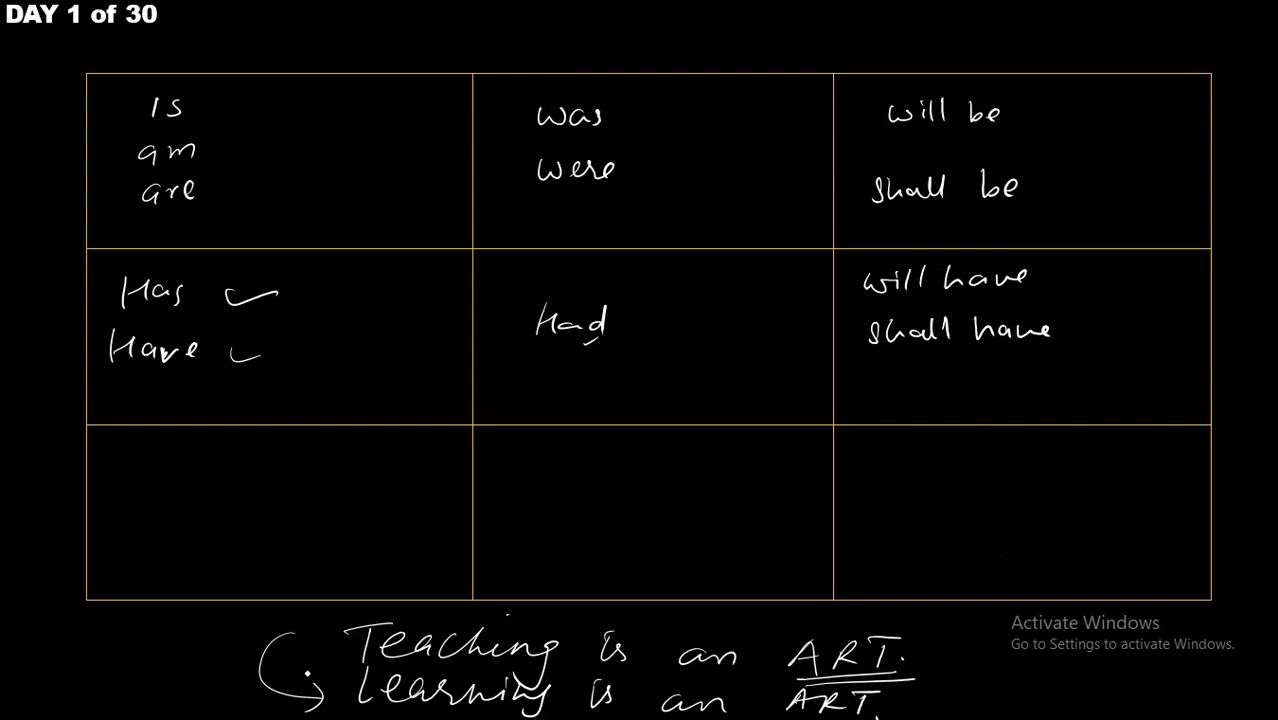 DAY 1 of 30
Is
am
are
was
were
will be
shall be
Has
Have
Had
will have
shall have
Teaching is an ART.
Learning is an ART.
Activate Windows
Go to Settings to activate Windows.